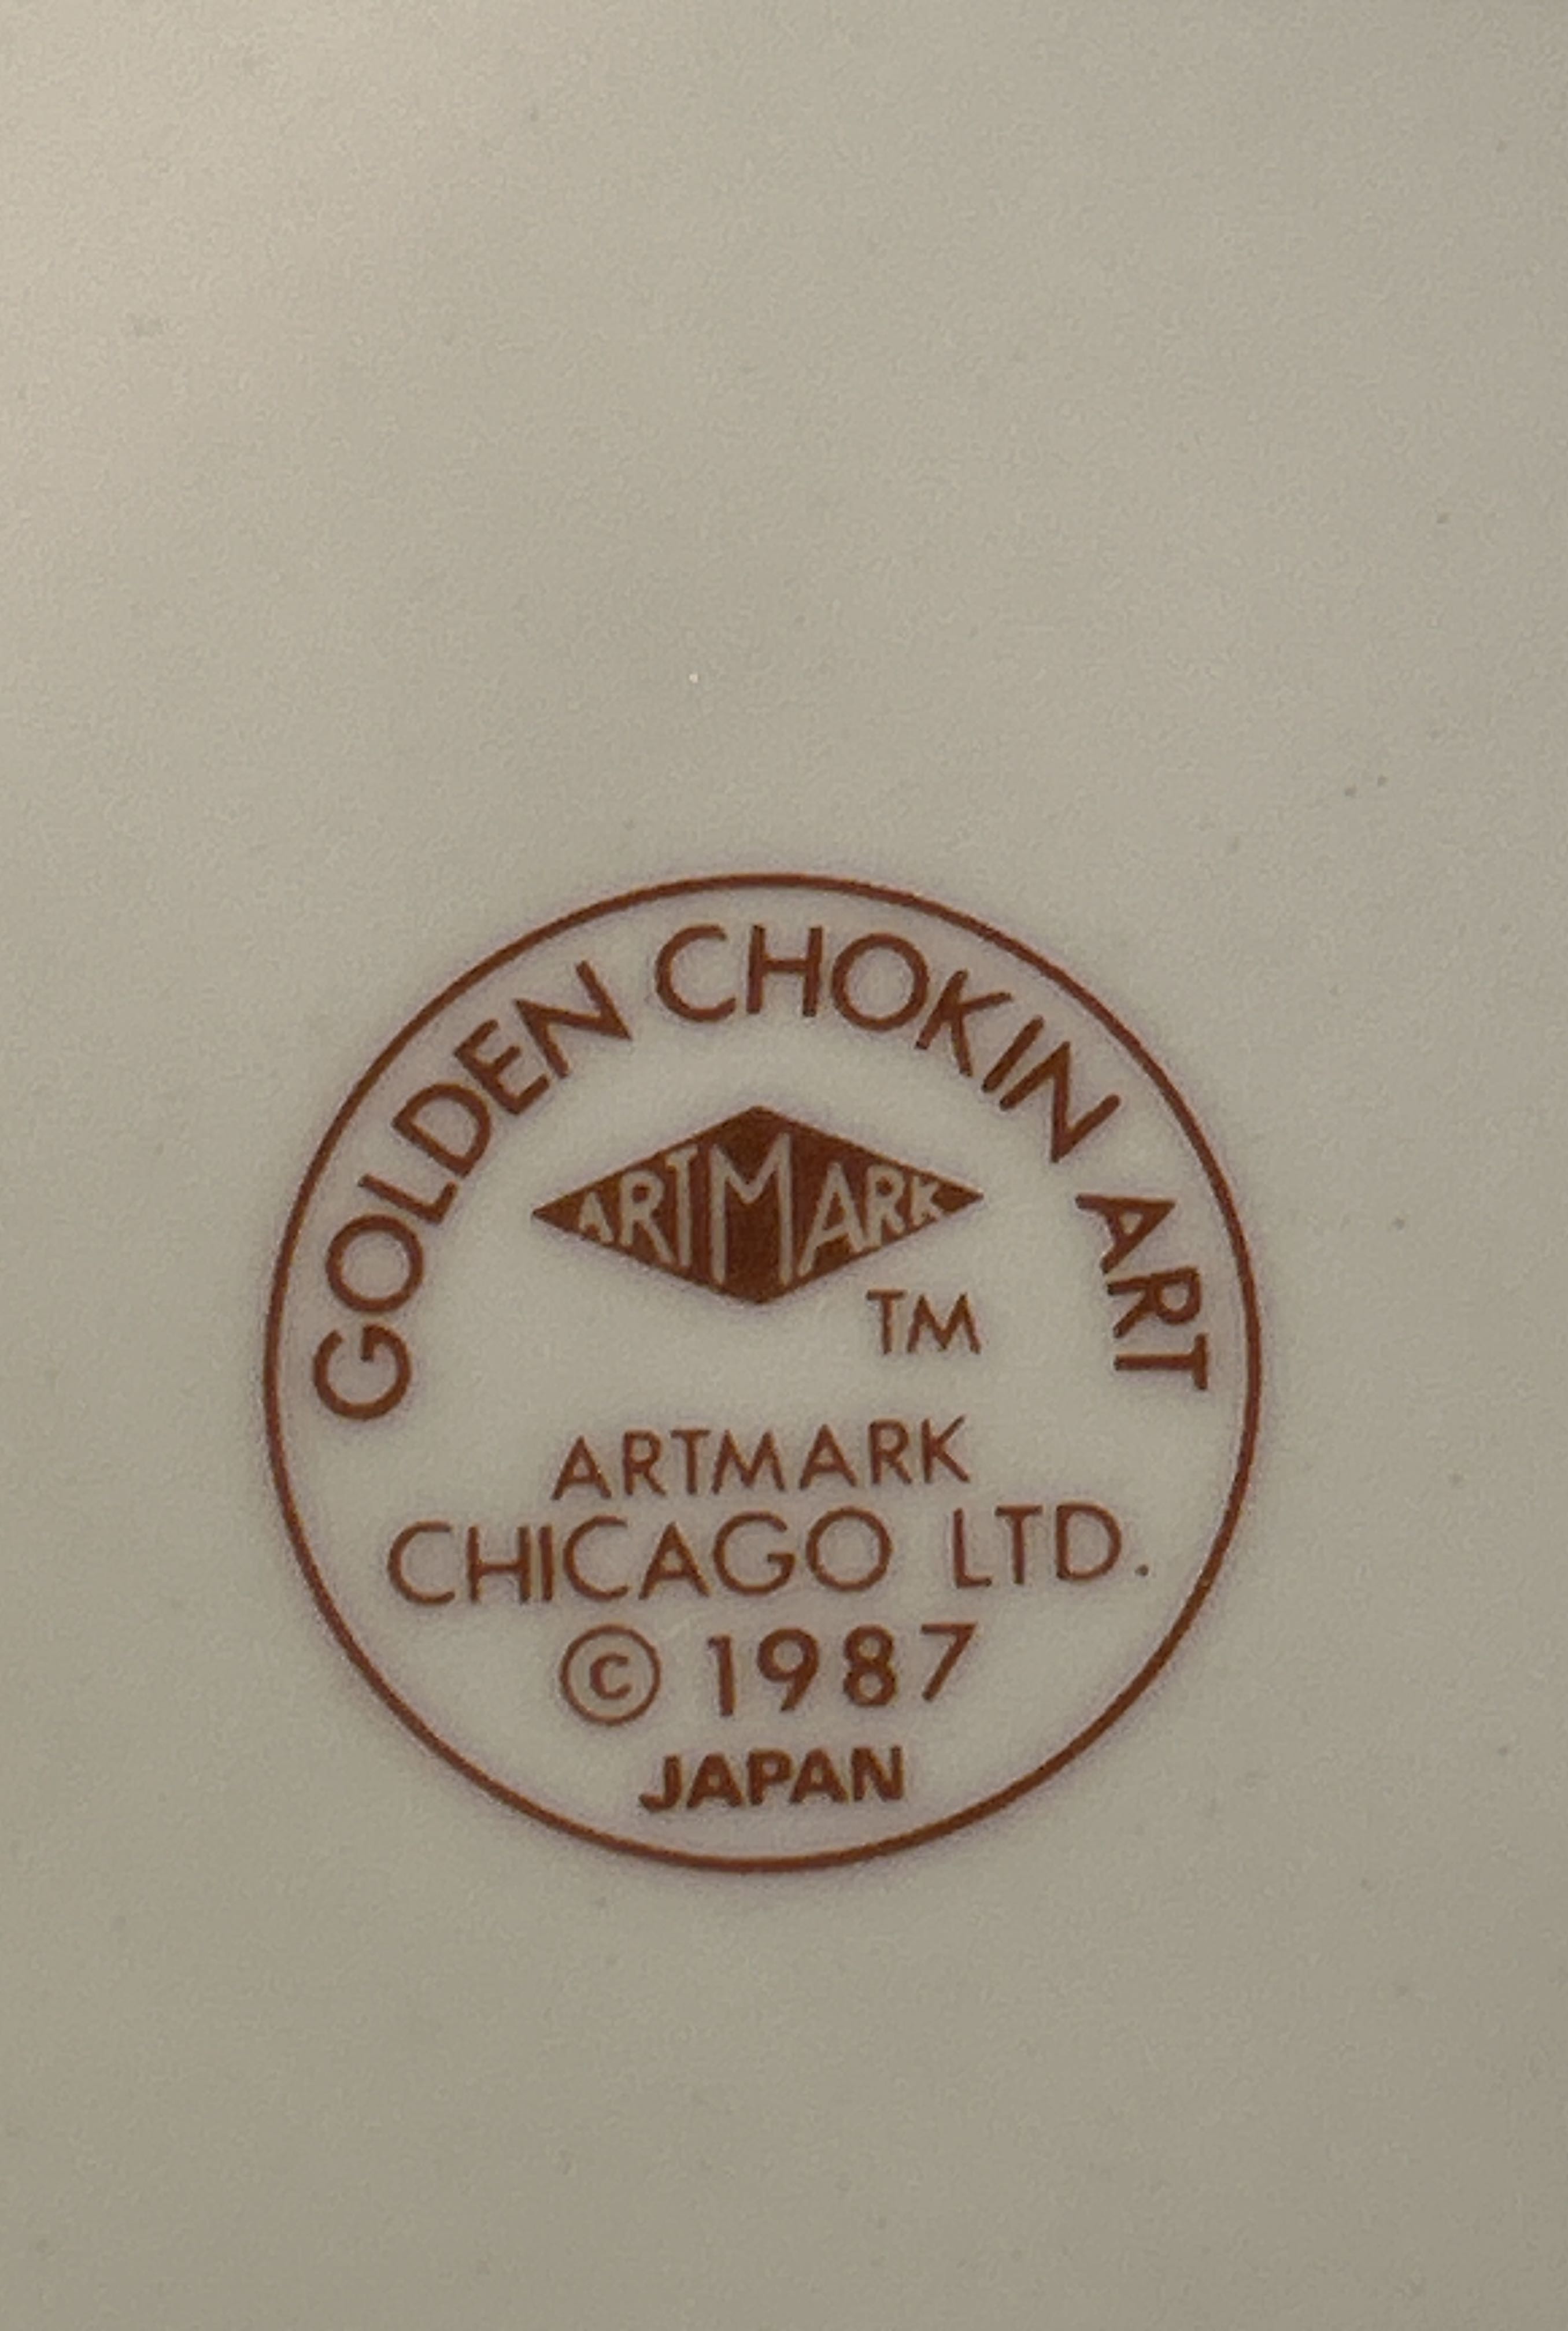 GOLDEN CHOKIN ART
ARTMARK
TM
ARTMARK
CHICAGO LTD.
© 1987
JAPAN